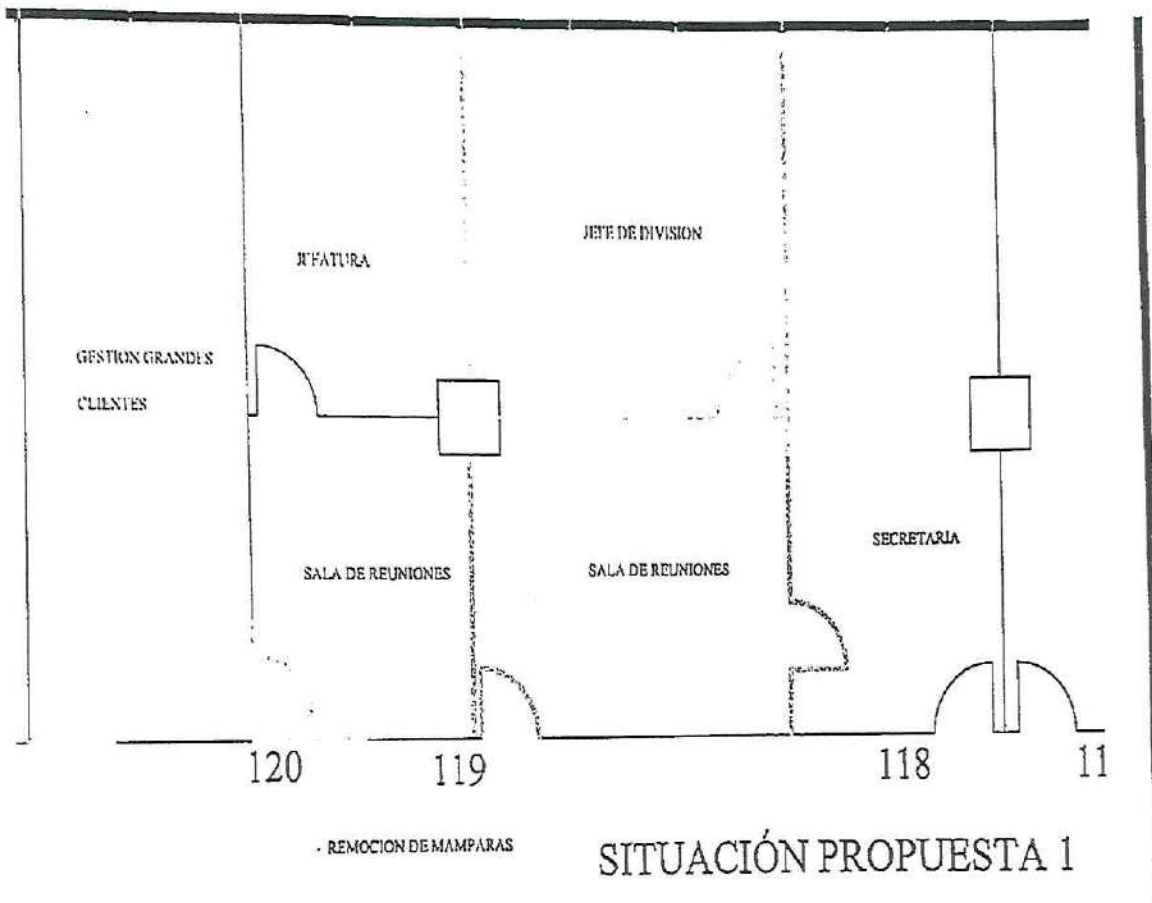 JEFATURA
JEFE DE DIVISION
GESTION GRANDES
CLIENTES
SALA DE REUNIONES
SALA DE REUNIONES
SECRETARIA
120
119
118
11
- REMOCION DE MAMPARAS
SITUACIÓN PROPUESTA 1